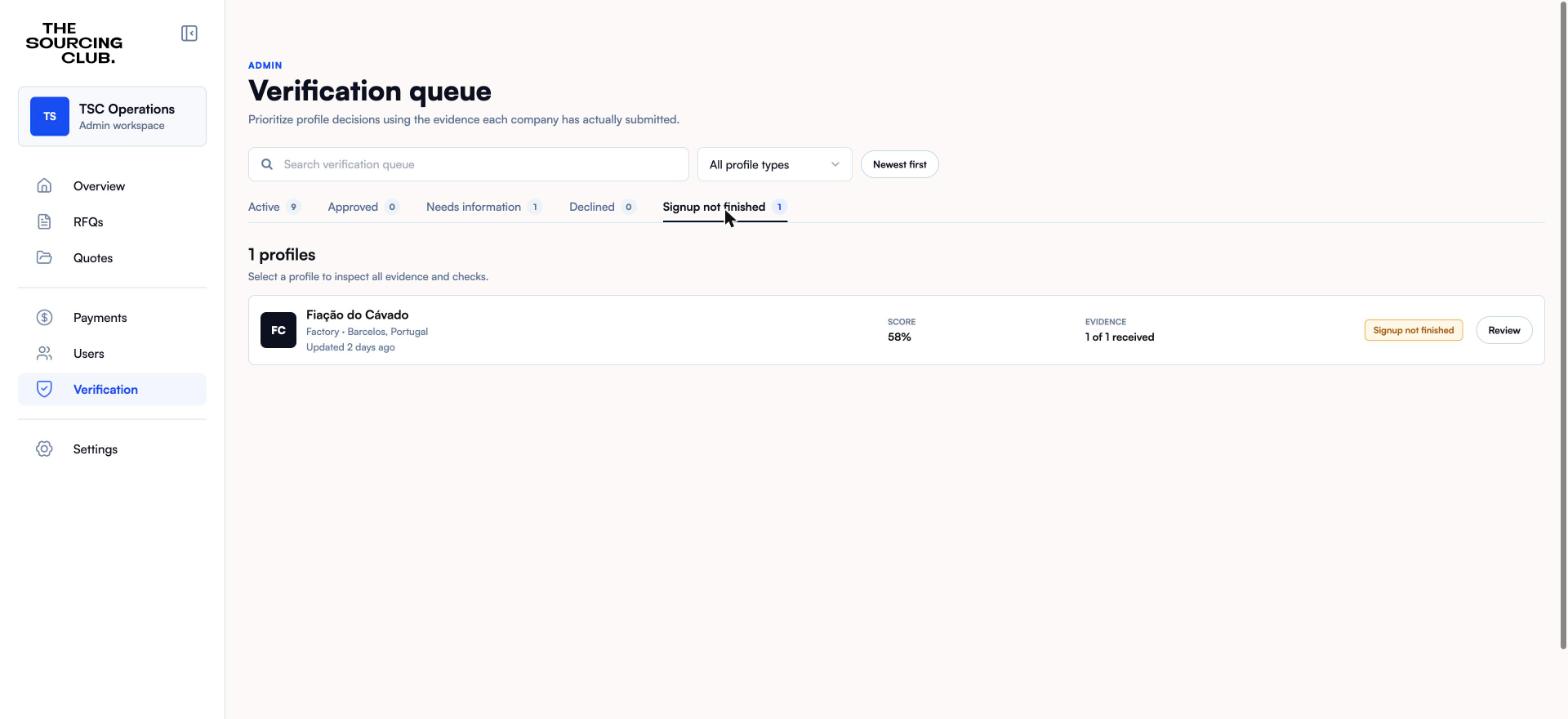 THE
SOURCING
CLUB.
TS
TSC Operations
Admin workspace
Overview
RFQs
Quotes
Payments
Users
Verification
Settings
ADMIN
Verification queue
Prioritize profile decisions using the evidence each company has actually submitted.
Search verification queue
All profile types
Newest first
Active 9 Approved 0 Needs information 1 Declined 0 Signup not finished 1
1 profiles
Select a profile to inspect all evidence and checks.
FC
Fiação do Cávado
Factory · Barcelos, Portugal
Updated 2 days ago
SCORE
58%
EVIDENCE
1 of 1 received
Signup not finished
Review